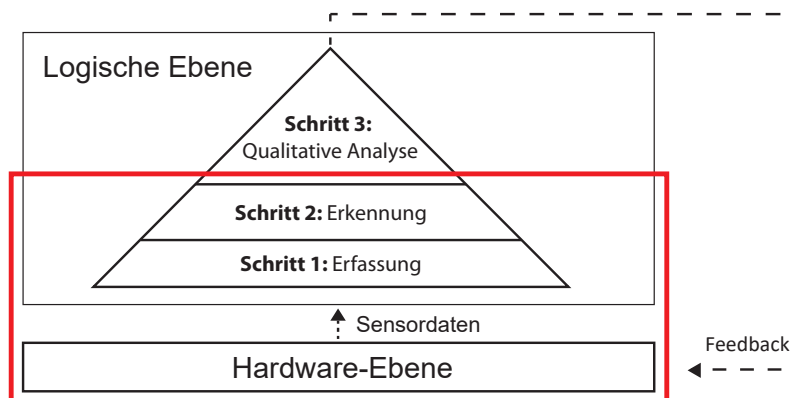 Logische Ebene
Schritt 3:
Qualitative Analyse
Schritt 2: Erkennung
Schritt 1: Erfassung
Sensordaten
Feedback
Hardware-Ebene